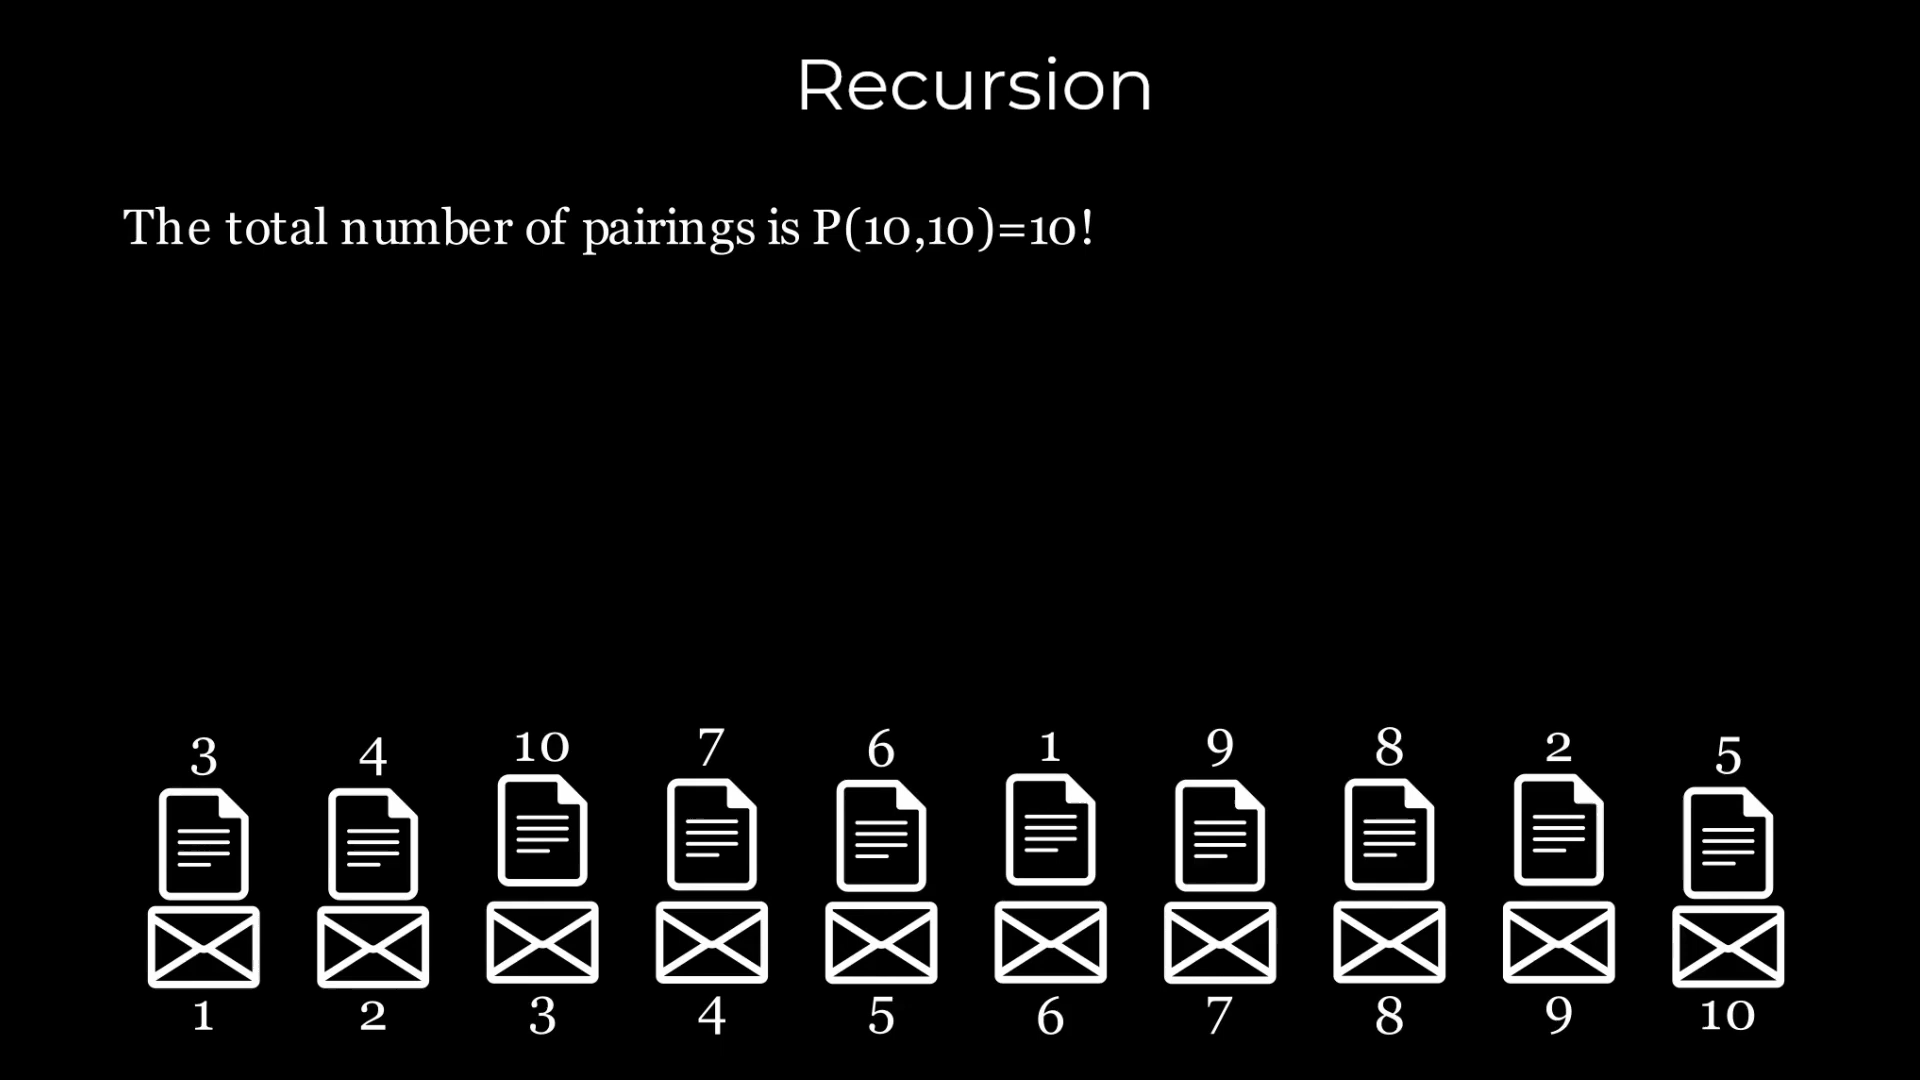 Recursion
The total number of pairings is P(10,10)=10!
3 4 10 7 6 1 9 8 2 5
1 2 3 4 5 6 7 8 9 10